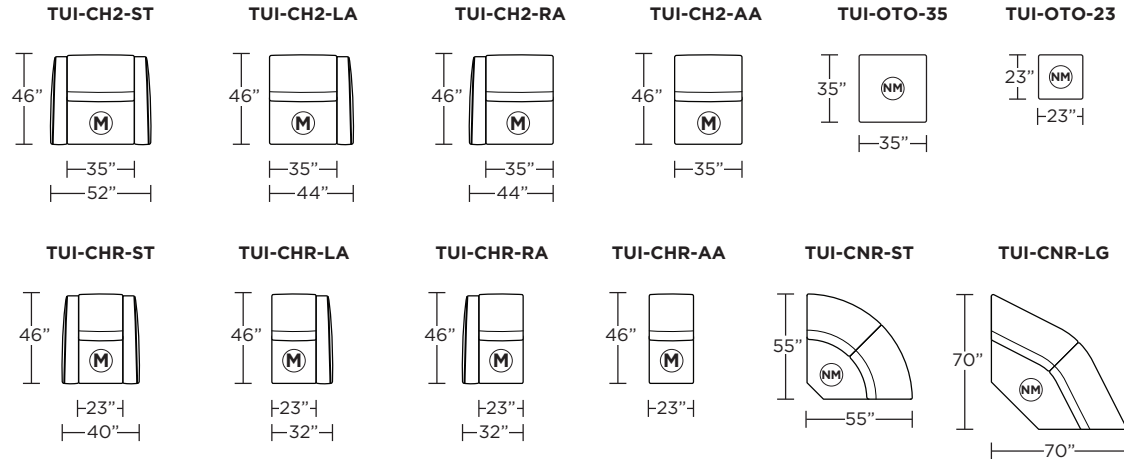 TUI-CH2-ST TUI-CH2-LA TUI-CH2-RA TUI-CH2-AA TUI-OTO-35 TUI-OTO-23
46” M 46” M 46” M 46” M 35” NM 23” NM
35” 35” 35” 35” 35” 23”
52” 44” 44”
TUI-CHR-ST TUI-CHR-LA TUI-CHR-RA TUI-CHR-AA TUI-CNR-ST TUI-CNR-LG
46” M 46” M 46” M 46” M 55” NM 70” NM
23” 23” 23” 23” 55”
40” 32” 32” 70”